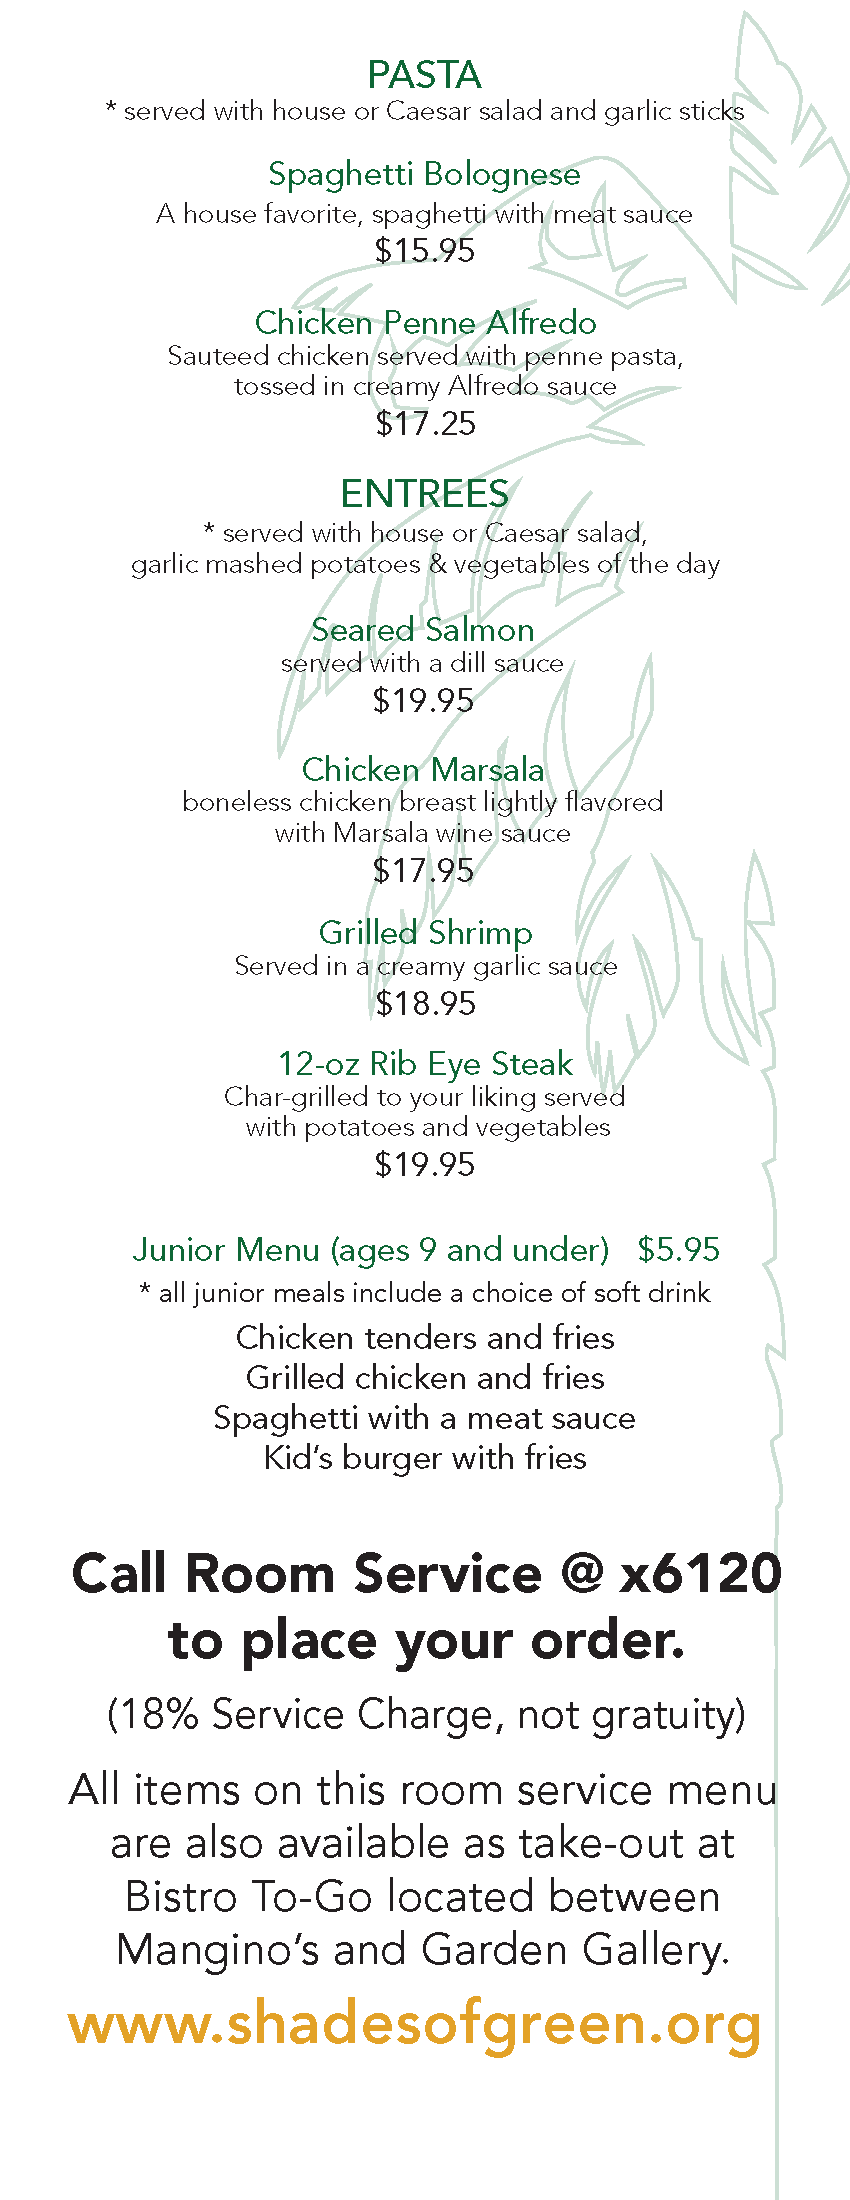 PASTA
* served with house or Caesar salad and garlic sticks
Spaghetti Bolognese
A house favorite, spaghetti with meat sauce
$15.95
Chicken Penne Alfredo
Sauteed chicken served with penne pasta,
tossed in creamy Alfredo sauce
$17.25
ENTREES
* served with house or Caesar salad,
garlic mashed potatoes & vegetables of the day
Seared Salmon
served with a dill sauce
$19.95
Chicken Marsala
boneless chicken breast lightly flavored
with Marsala wine sauce
$17.95
Grilled Shrimp
Served in a creamy garlic sauce
$18.95
12-oz Rib Eye Steak
Char-grilled to your liking served
with potatoes and vegetables
$19.95
Junior Menu (ages 9 and under) $5.95
* all junior meals include a choice of soft drink
Chicken tenders and fries
Grilled chicken and fries
Spaghetti with a meat sauce
Kid’s burger with fries
Call Room Service @ x6120
to place your order.
(18% Service Charge, not gratuity)
All items on this room service menu
are also available as take-out at
Bistro To-Go located between
Mangino’s and Garden Gallery.
www.shadesofgreen.org